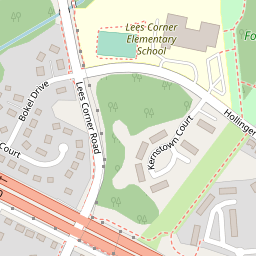 Lees Corner
Elementary
School
Fo
Bokel Drive
Lees Corner Road
Hollinger
Kernstown Court
Court